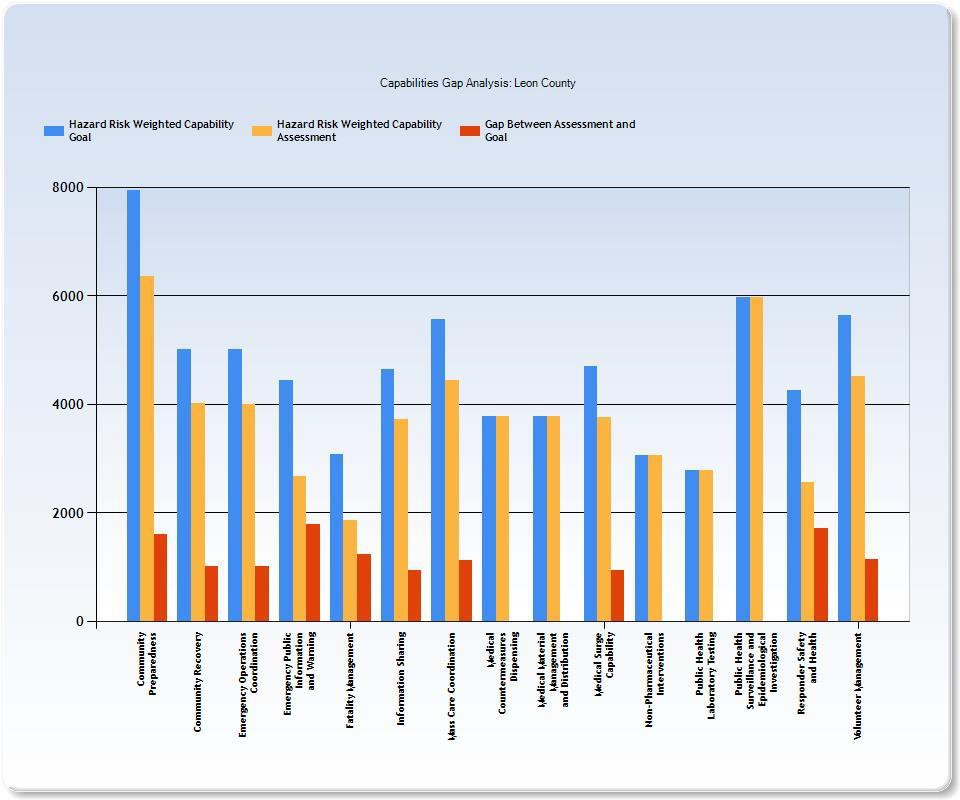 Capabilities Gap Analysis: Leon County
Hazard Risk Weighted Capability
Goal
Hazard Risk Weighted Capability
Assessment
Gap Between Assessment and
Goal
8000
6000
4000
2000
0
Community
Preparedness
Community Recovery
Emergency Operations
Coordination
Emergency Public
Information
and Warning
Fatality Management
Information Sharing
Mass Care Coordination
Medical
Countermeasures
Dispensing
Medical Material
Management
and Distribution
Medical Surge
Capability
Non-Pharmaceutical
Interventions
Public Health
Laboratory Testing
Public Health
Surveillance and
Epidemiological
Investigation
Responder Safety
and Health
Volunteer Management